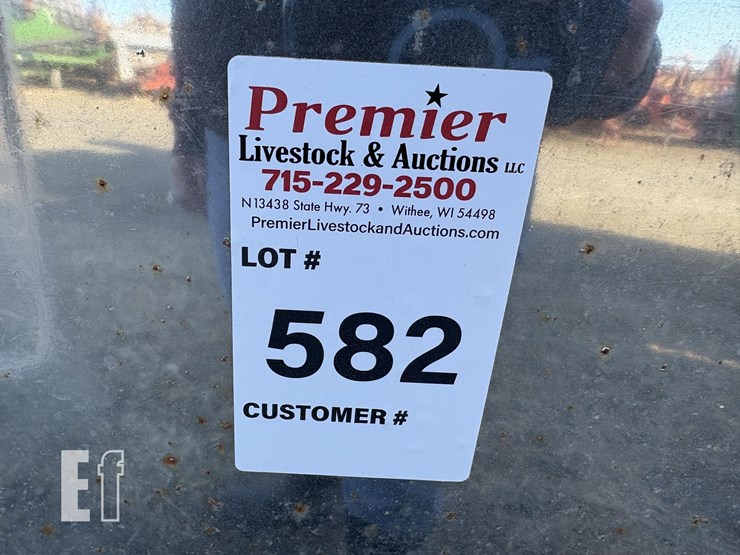 Premier
Livestock & Auctions LLC
715-229-2500
N13438 State Hwy. 73 • Withee, WI 54498
PremierLivestockandAuctions.com
LOT #
582
CUSTOMER #
Ef